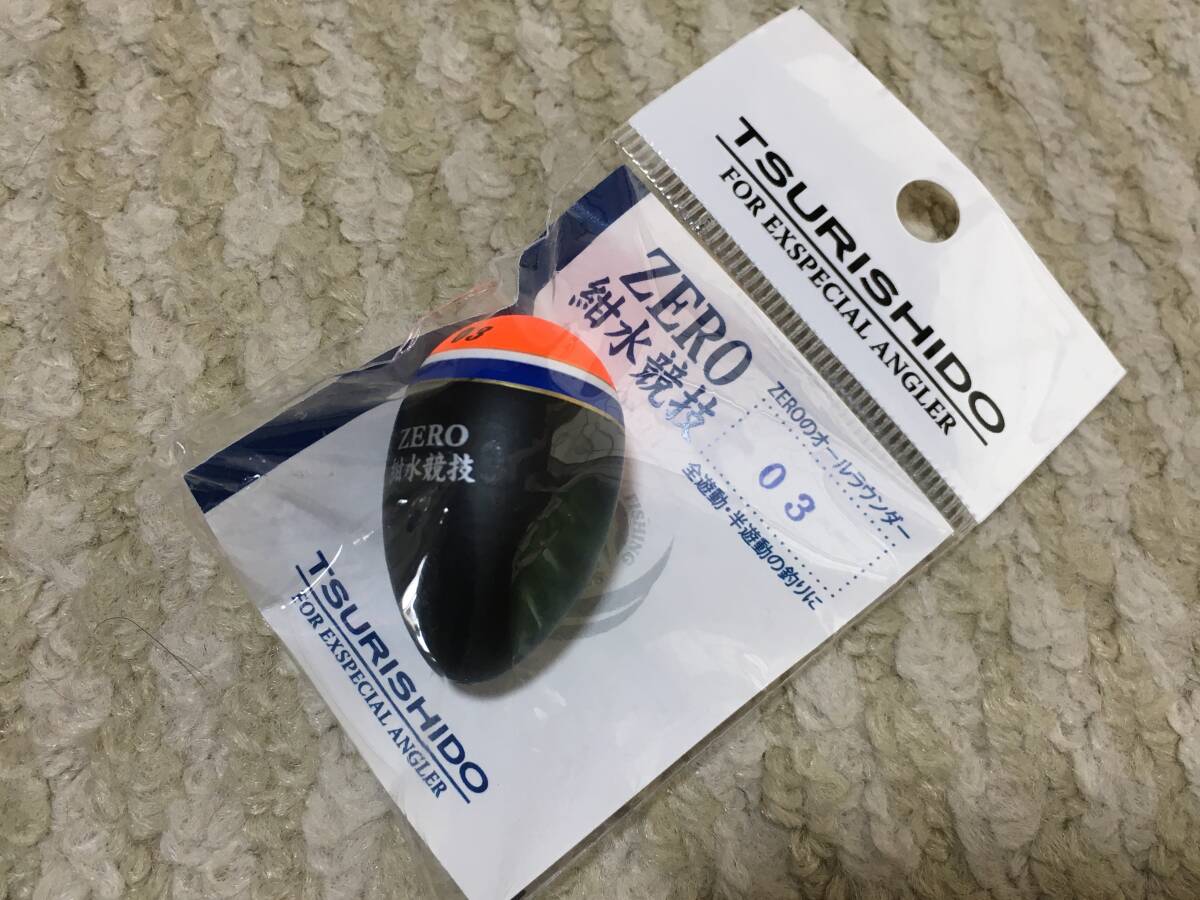 TSURISHIDO
FOR EXSPECIAL ANGLER
ZERO
紺水競技
ZEROのオールラウンダー
03
全遊動・半遊動の釣りに
03
ZERO
紺水競技
FISHING
TSURISHIDO
FOR EXSPECIAL ANGLER